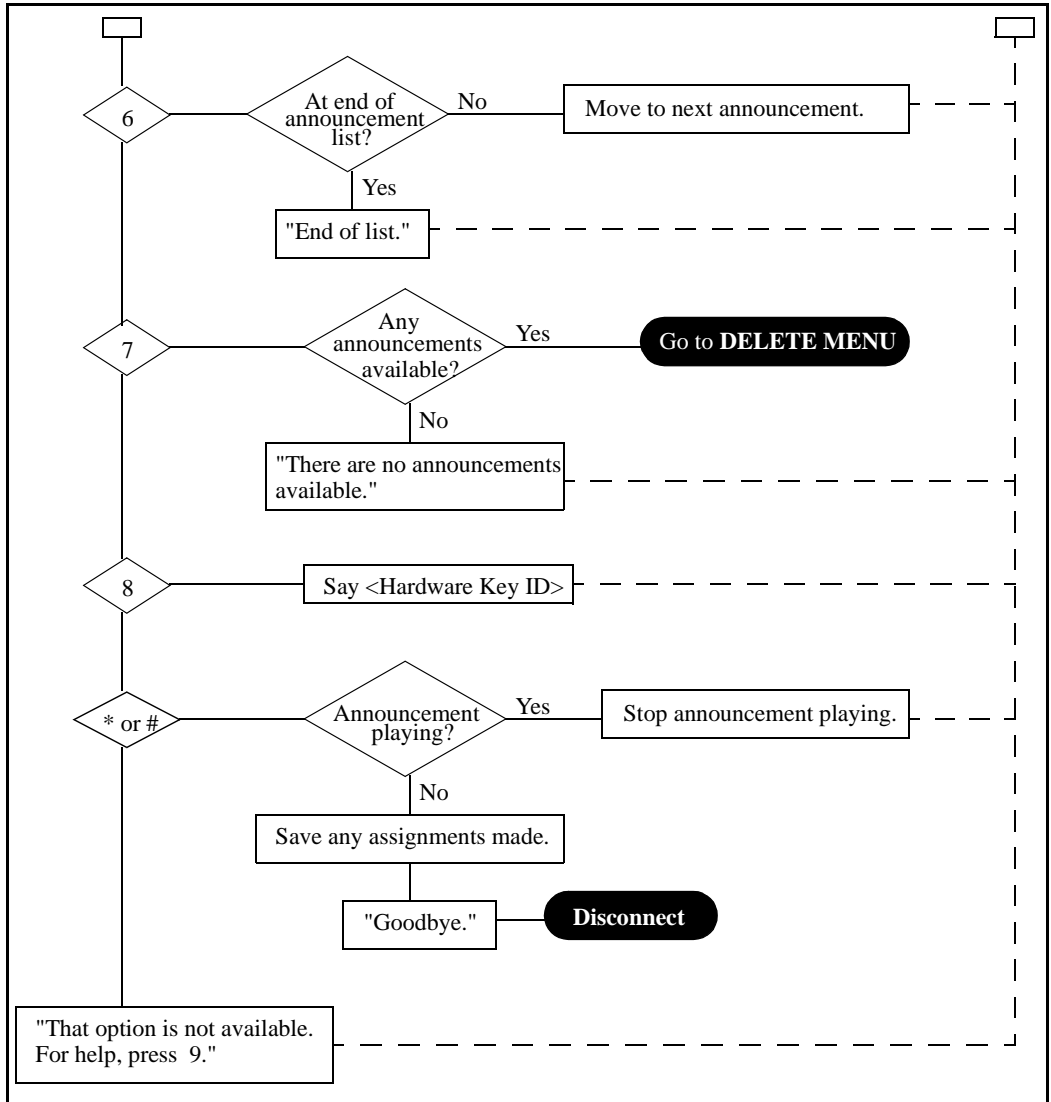 6
At end of
announcement
list?
No
Move to next announcement.
Yes
"End of list."
7
Any
announcements
available?
Yes
Go to DELETE MENU
No
"There are no announcements
available."
8
Say <Hardware Key ID>
* or #
Announcement
playing?
Yes
Stop announcement playing.
No
Save any assignments made.
"Goodbye."
Disconnect
"That option is not available.
For help, press  9."